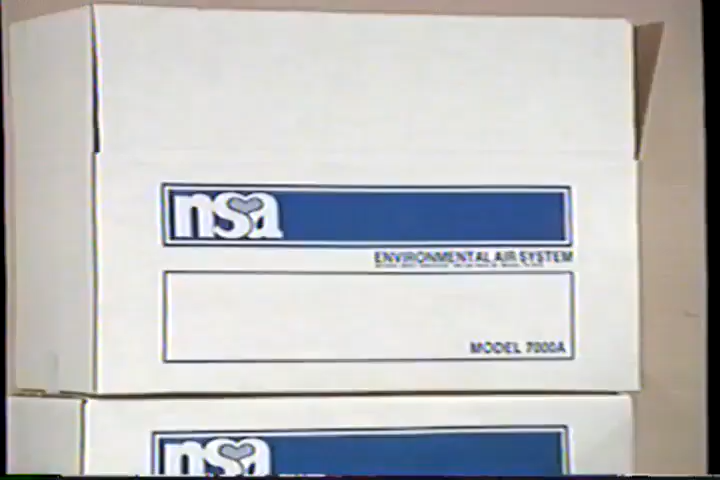 nsa
ENVIRONMENTAL AIR SYSTEM
MODEL 7000A
nsa